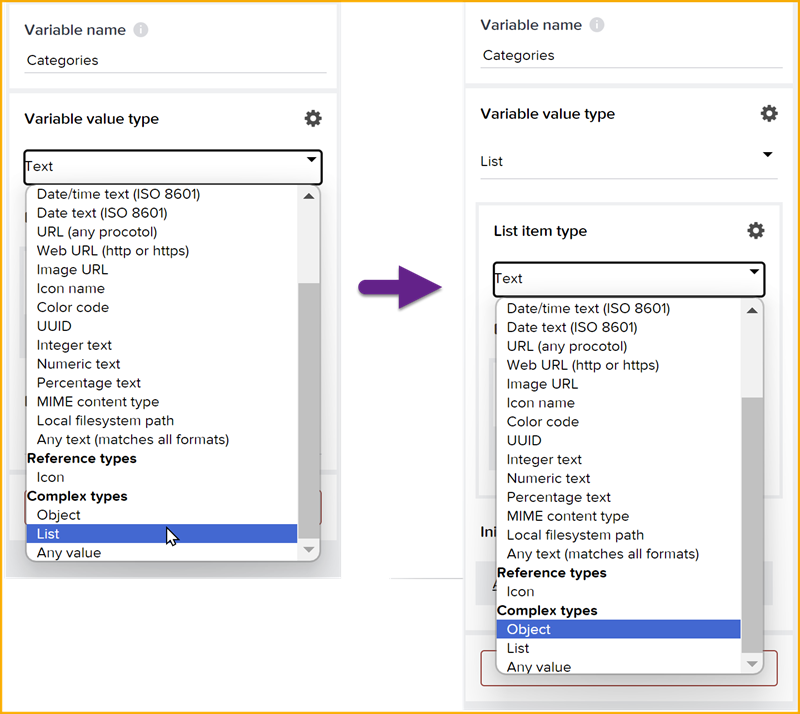 Variable name
Categories
Variable value type
Text
Date/time text (ISO 8601)
Date text (ISO 8601)
URL (any procotol)
Web URL (http or https)
Image URL
Icon name
Color code
UUID
Integer text
Numeric text
Percentage text
MIME content type
Local filesystem path
Any text (matches all formats)
Reference types
Icon
Complex types
Object
List
Any value
Variable name
Categories
Variable value type
List
List item type
Text
Date/time text (ISO 8601)
Date text (ISO 8601)
URL (any procotol)
Web URL (http or https)
Image URL
Icon name
Color code
UUID
Integer text
Numeric text
Percentage text
MIME content type
Local filesystem path
Any text (matches all formats)
Reference types
Icon
Complex types
Object
List
Any value